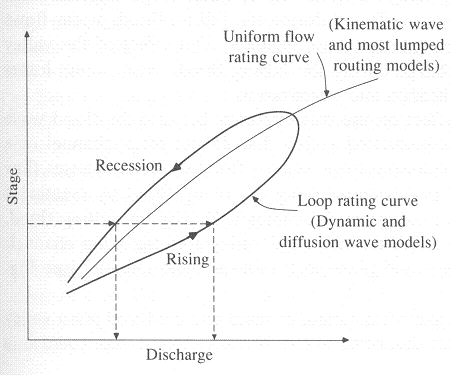 Uniform flow
rating curve
(Kinematic wave
and most lumped
routing models)
Recession
Stage
Loop rating curve
(Dynamic and
diffusion wave models)
Rising
Discharge